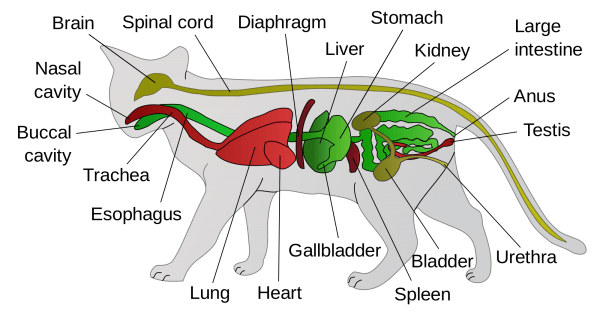 Brain
Spinal cord
Diaphragm
Stomach
Liver
Kidney
Large
intestine
Nasal
cavity
Anus
Testis
Buccal
cavity
Trachea
Esophagus
Gallbladder
Bladder
Urethra
Lung
Heart
Spleen